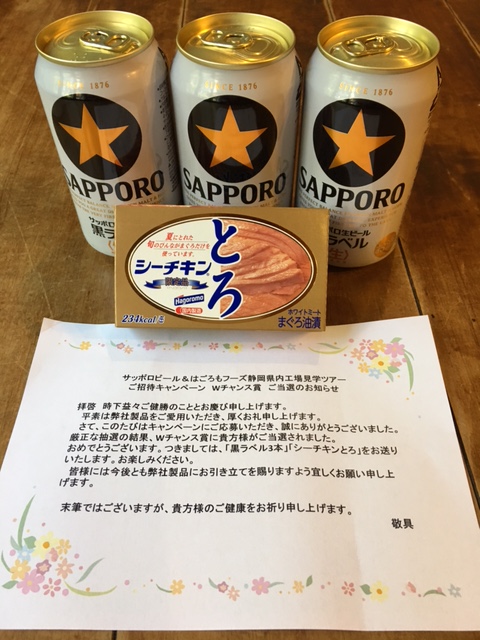 SINCE 1876
SAPPORO
サッポロ生ビール
黒ラベル
SINCE 1876
SAPPORO
1876
SAPPORO
ラベル
夏にとれた
旬のびんながまぐろだけを
使っています。
シーチキン
とろ
Hagoromo
234kcal/缶
ホワイトミート
まぐろ油漬
サッポロビール&はごろもフーズ静岡県内工場見学ツアー
ご招待キャンペーン Wチャンス賞 ご当選のお知らせ
拝啓 時下益々ご健勝のこととお慶び申し上げます。
平素は弊社製品をご愛用いただき、厚くお礼申し上げます。
さて、このたびはキャンペーンにご応募いただき、誠にありがとうございました。
厳正な抽選の結果、Wチャンス賞に貴方様がご当選されました。
おめでとうございます。つきましては、「黒ラベル3本」「シーチキンとろ」をお送り
いたします。お楽しみください。
皆様には今後とも弊社製品にお引き立てを賜りますよう宜しくお願い申し上
げます。
末筆ではございますが、貴方様のご健康をお祈り申し上げます。
敬具